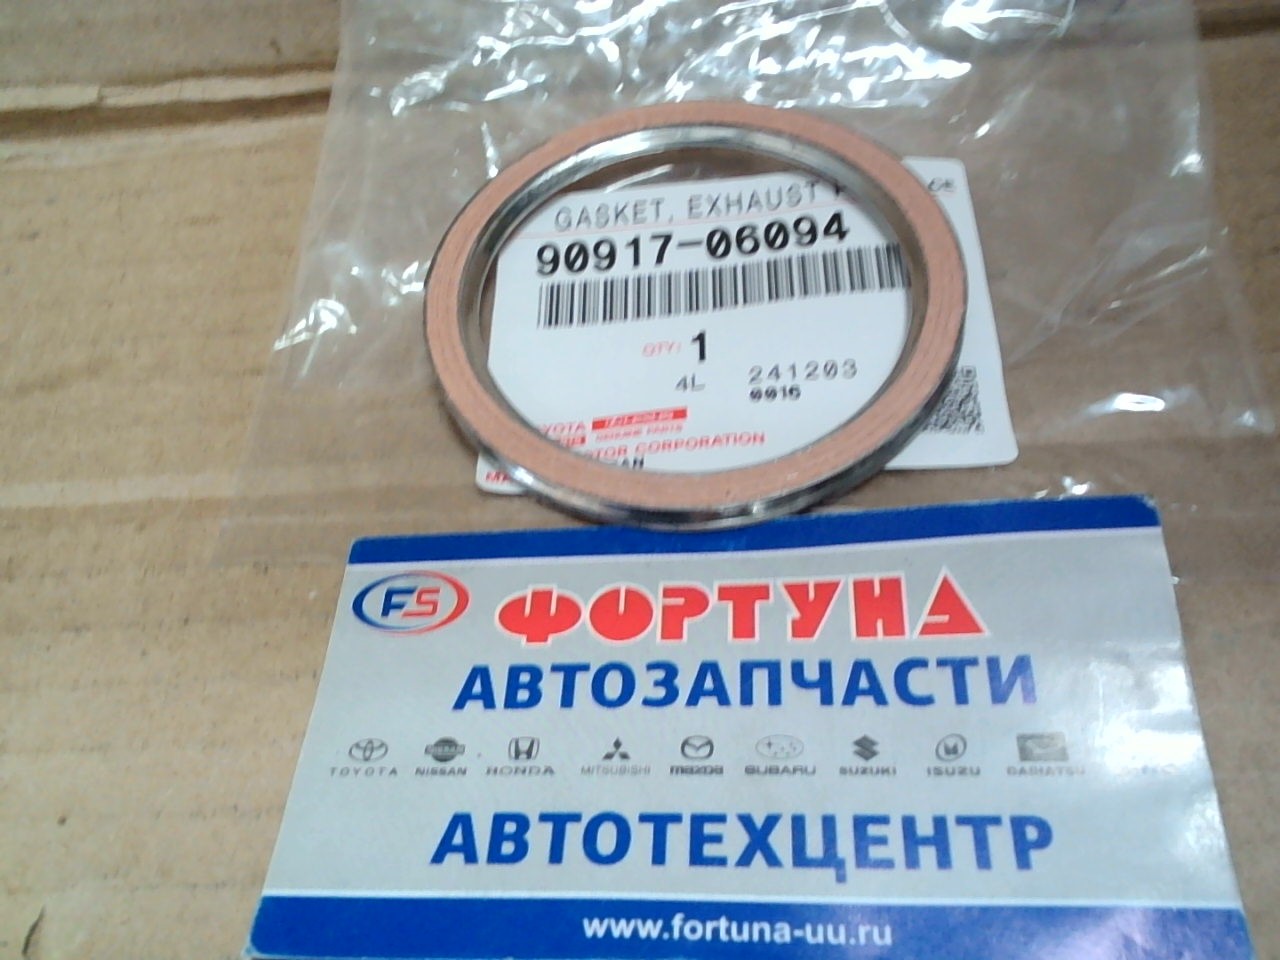 GASKET, EXHAUST
90917-06094
QTY: 1
4L 241203
0016
MOTOR CORPORATION
FS ФОРТУНА
АВТОЗАПЧАСТИ
TOYOTA NISSAN HONDA MITSUBISHI mazda SUBARU SUZUKI ISUZU DAIHATSU
АВТОТЕХЦЕНТР
www.fortuna-uu.ru